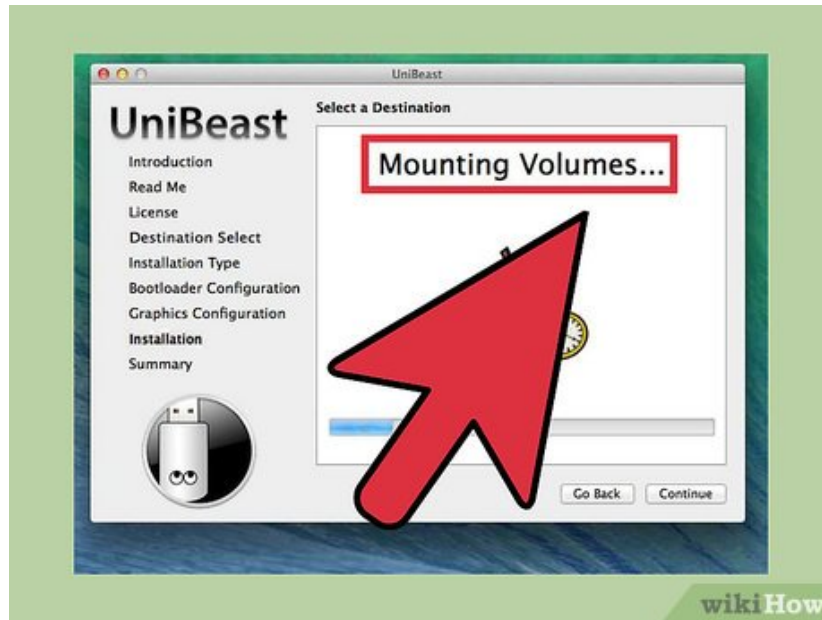 UniBeast
UniBeast
Select a Destination
Introduction
Read Me
License
Destination Select
Installation Type
Bootloader Configuration
Graphics Configuration
Installation
Summary
Mounting Volumes...
Go Back
Continue
wikiHow